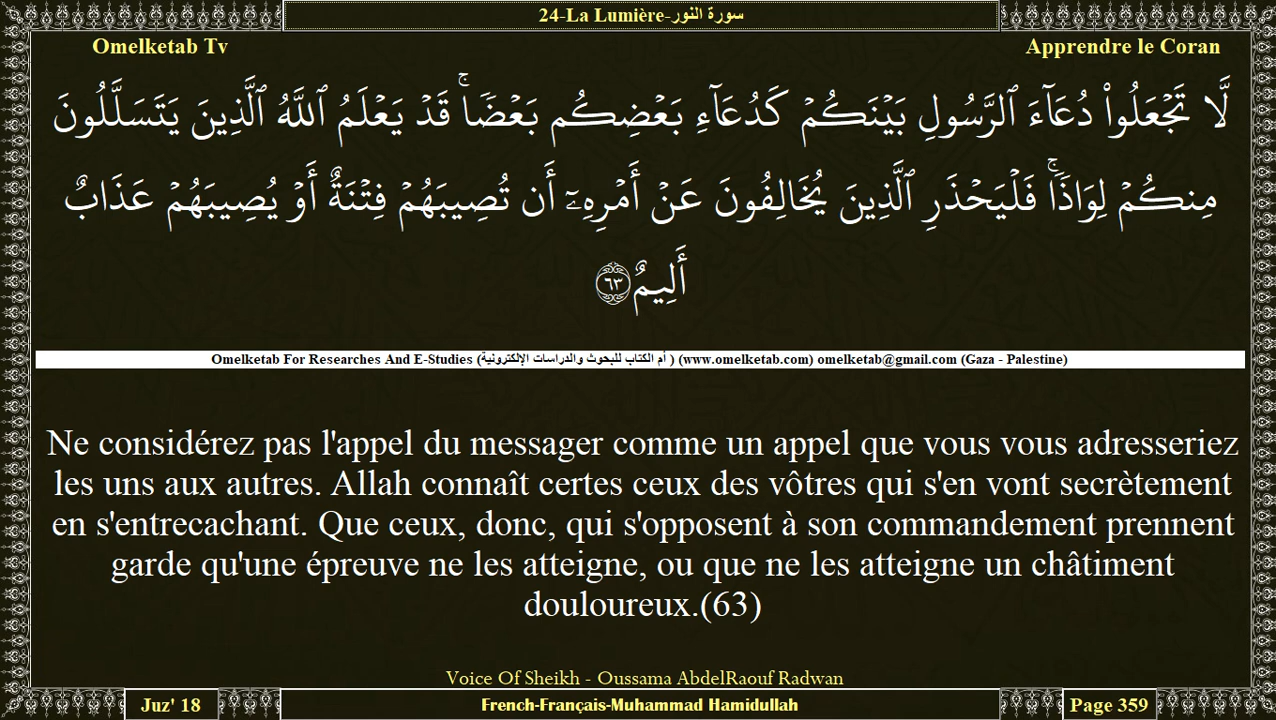 24-La Lumière-سورة النور
Omelketab Tv
Apprendre le Coran
لَّا تَجْعَلُوا۟ دُعَآءَ ٱلرَّسُولِ بَيْنَكُمْ كَدُعَآءِ بَعْضِكُم بَعْضًۭا ۚ قَدْ يَعْلَمُ ٱللَّهُ ٱلَّذِينَ يَتَسَلَّلُونَ
مِنكُمْ لِوَاذًۭا ۚ فَلْيَحْذَرِ ٱلَّذِينَ يُخَالِفُونَ عَنْ أَمْرِهِۦٓ أَن تُصِيبَهُمْ فِتْنَةٌ أَوْ يُصِيبَهُمْ عَذَابٌ
أَلِيمٌ ٦٣
Omelketab For Researches And E-Studies (أم الكتاب للبحوث والدراسات الإلكترونية ) (www.omelketab.com) omelketab@gmail.com (Gaza - Palestine)
Ne considérez pas l'appel du messager comme un appel que vous vous adresseriez
les uns aux autres. Allah connaît certes ceux des vôtres qui s'en vont secrètement
en s'entrecachant. Que ceux, donc, qui s'opposent à son commandement prennent
garde qu'une épreuve ne les atteigne, ou que ne les atteigne un châtiment
douloureux.(63)
Voice Of Sheikh - Oussama AbdelRaouf Radwan
Juz' 18
French-Français-Muhammad Hamidullah
Page 359